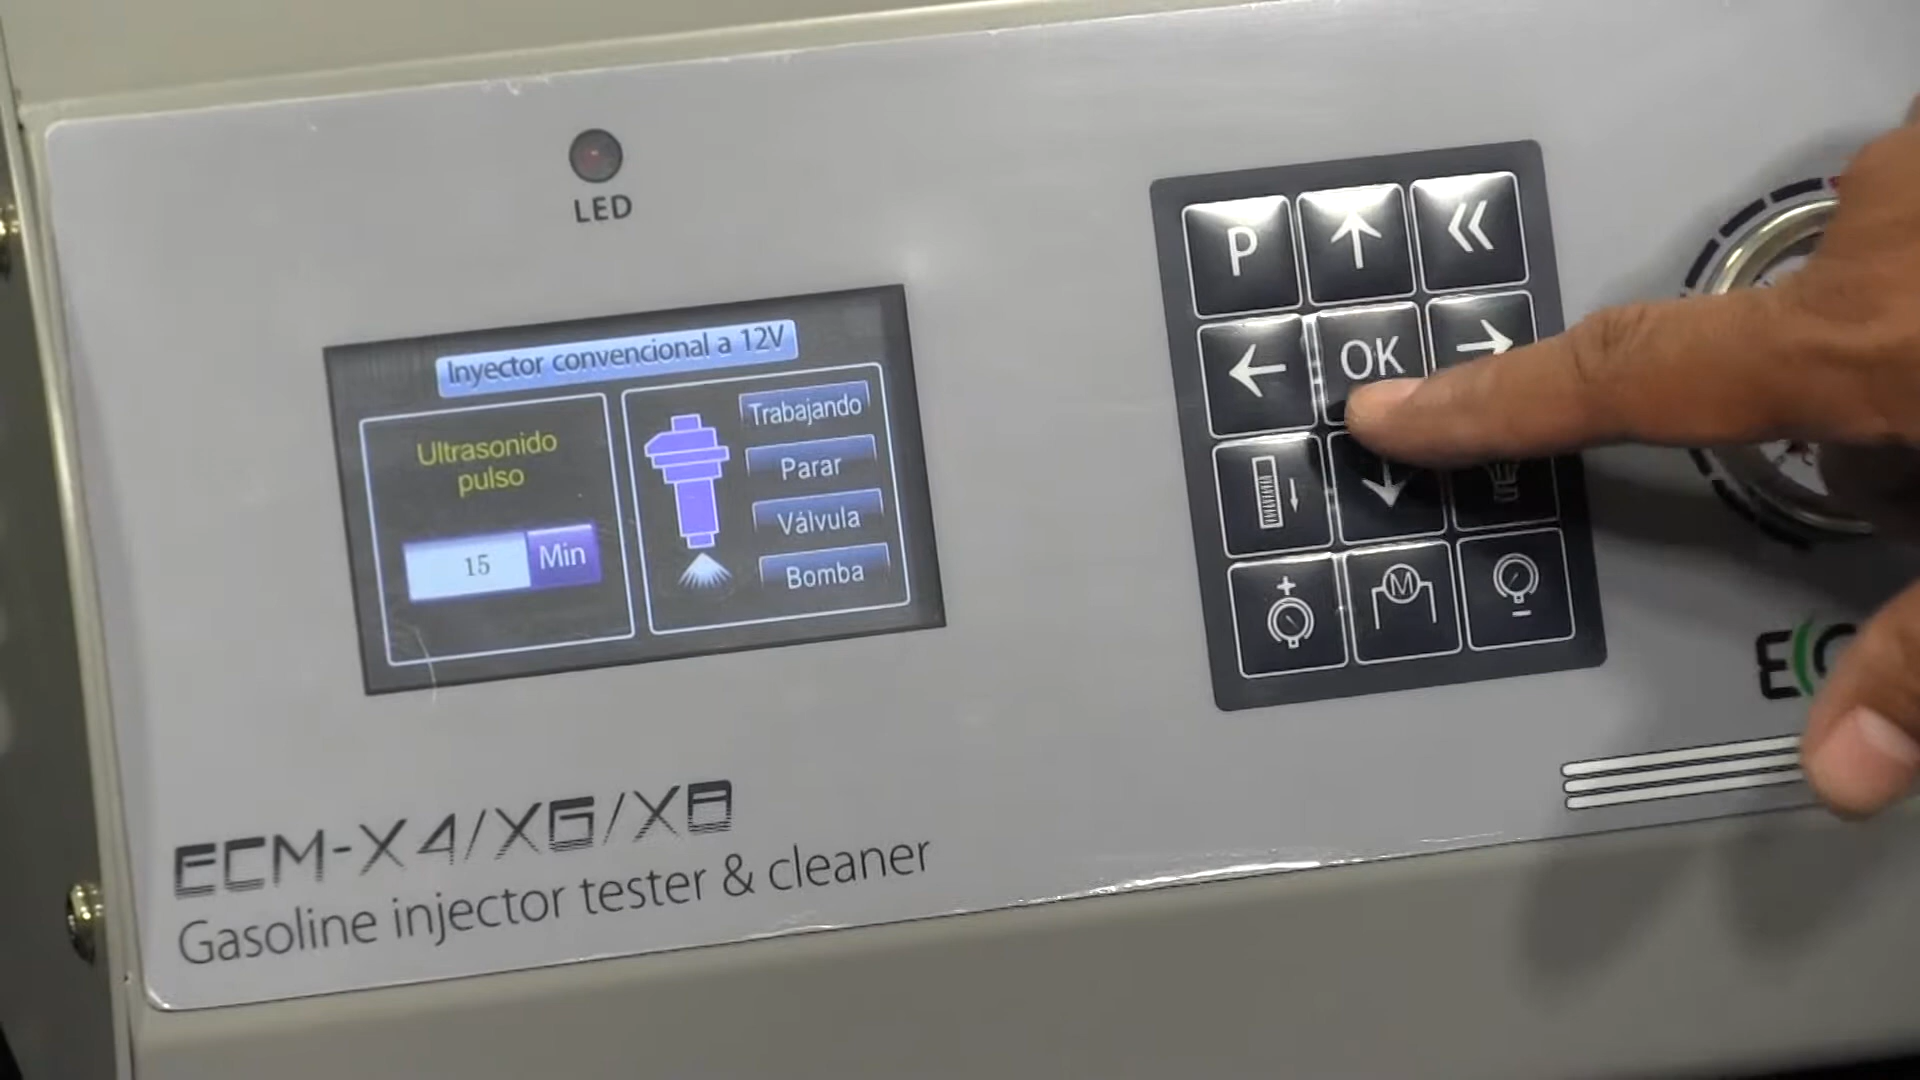 LED
Inyector convencional a 12V
Ultrasonido
pulso
15 Min
Trabajando
Parar
Válvula
Bomba
P
OK
M
ECM-X4/X6/X8
Gasoline injector tester & cleaner